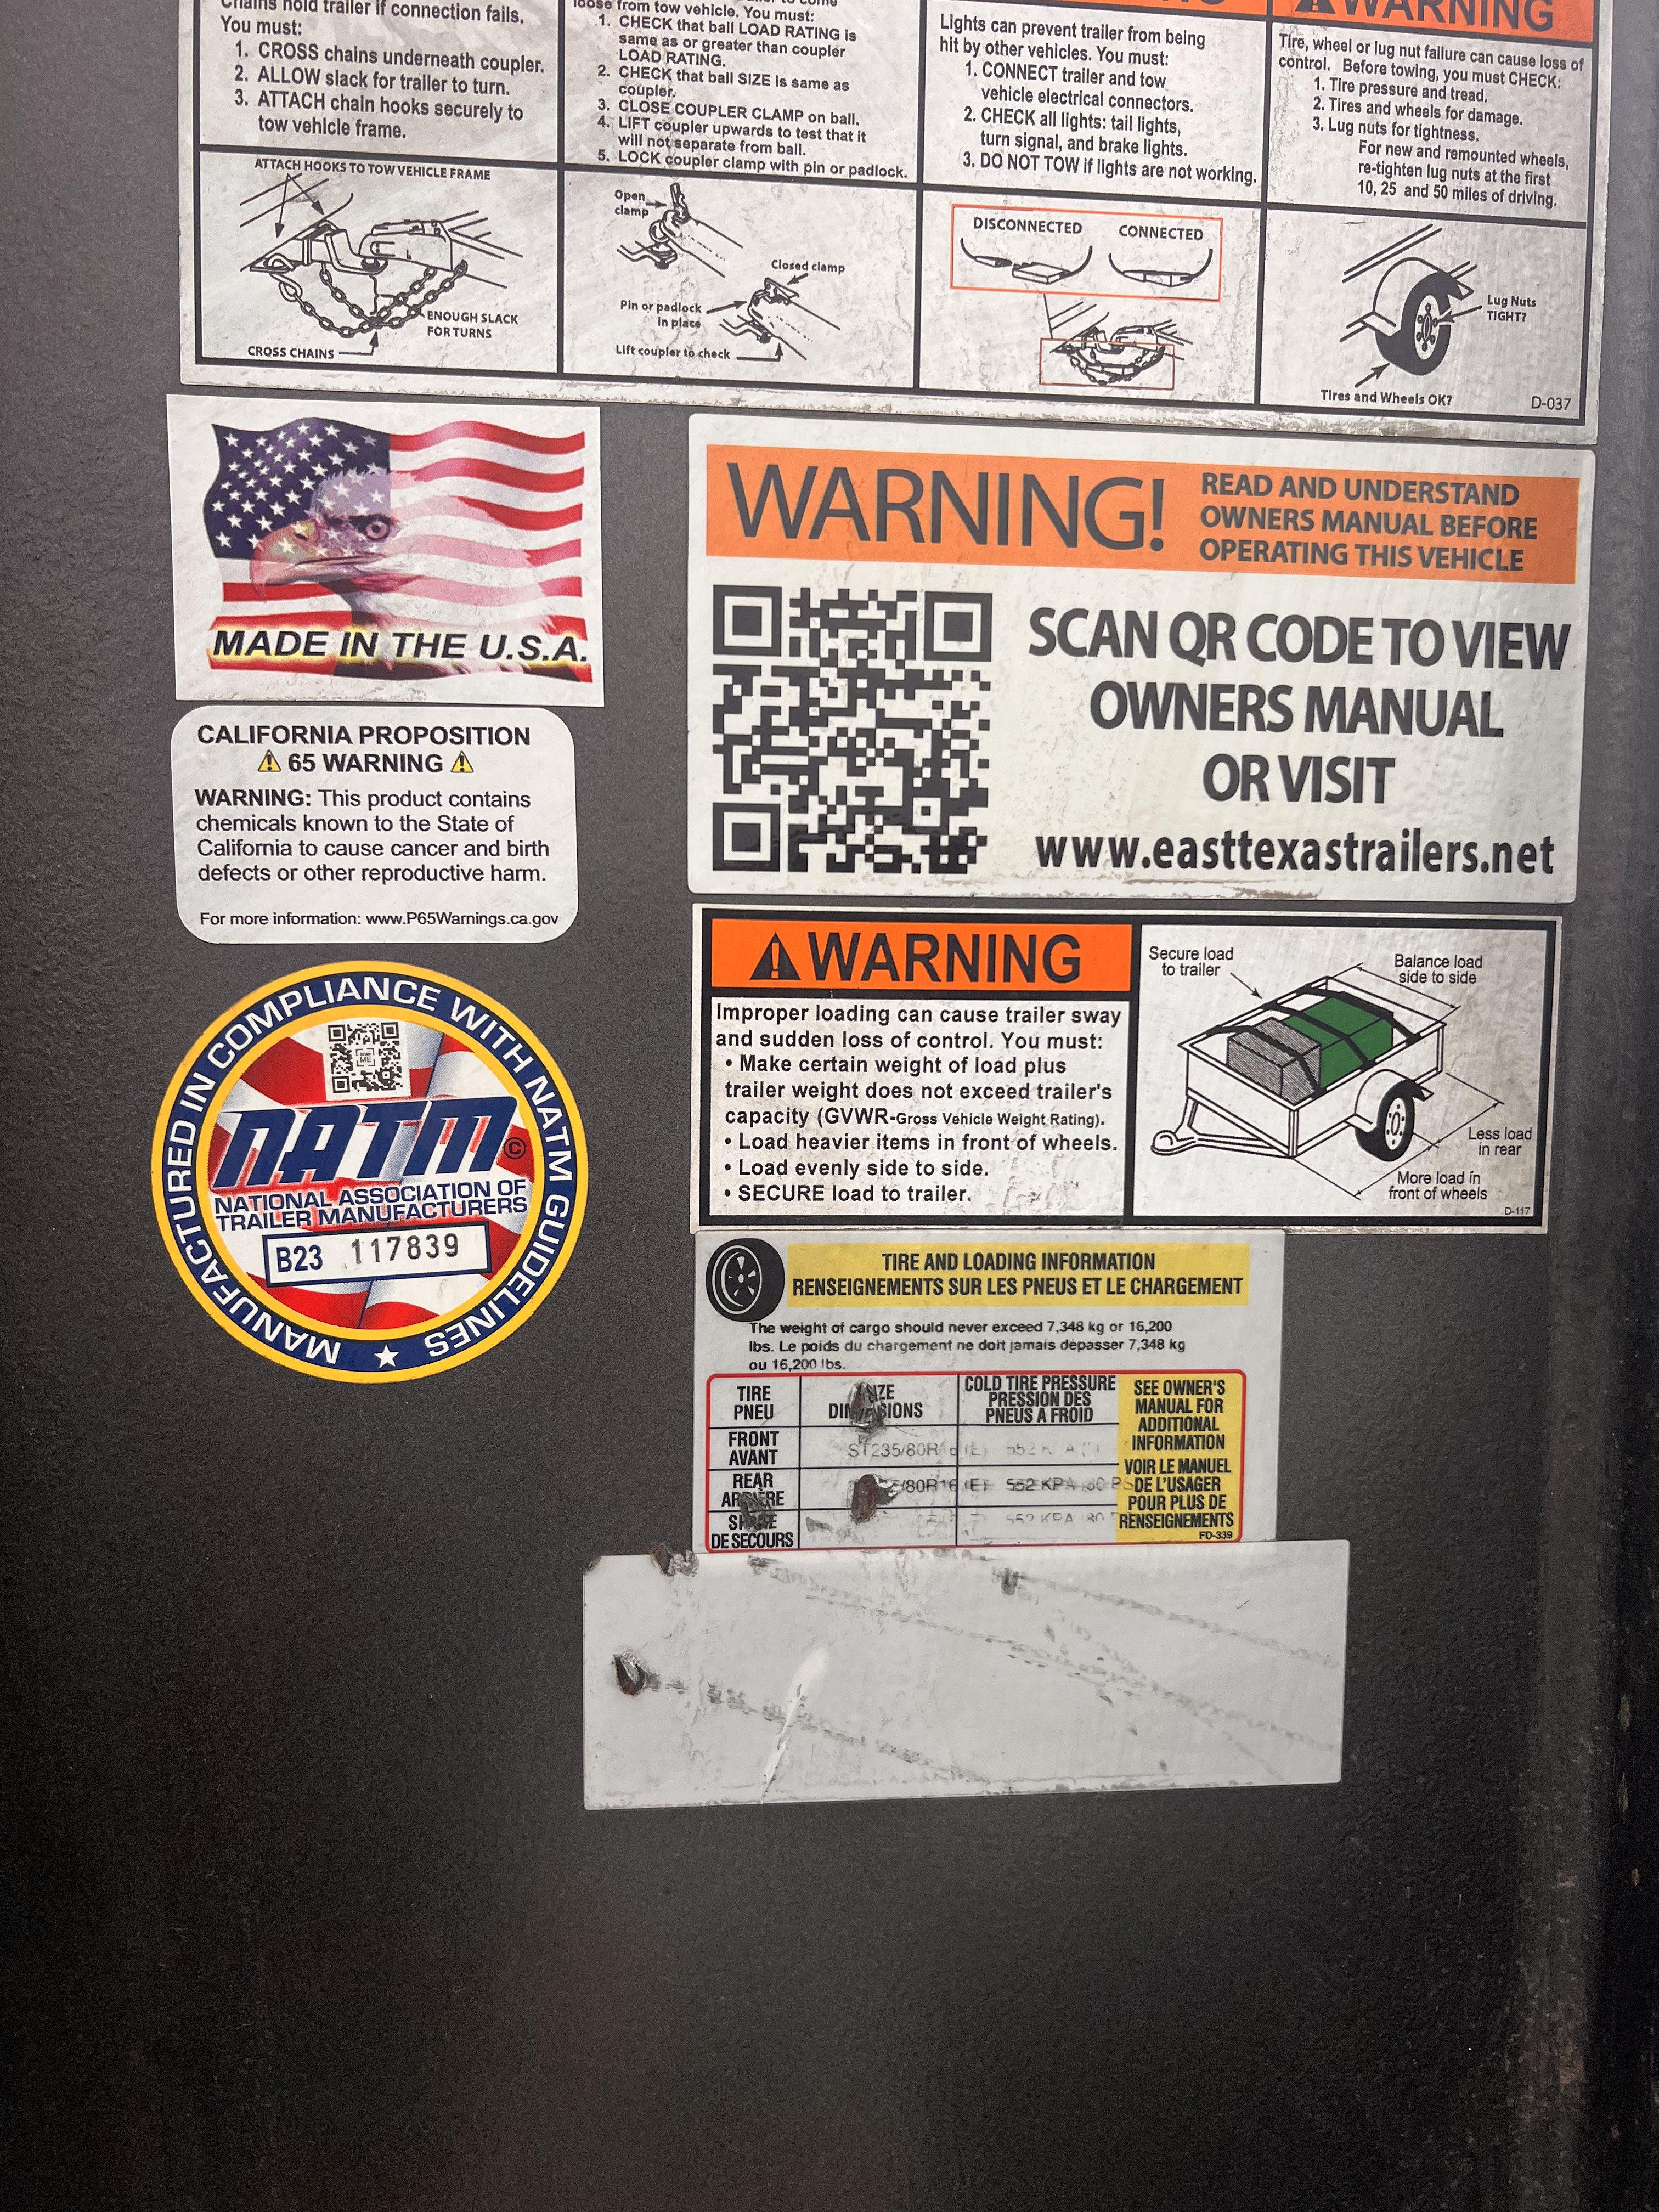 Chains hold trailer if connection fails.
You must:
1. CROSS chains underneath coupler.
2. ALLOW slack for trailer to turn.
3. ATTACH chain hooks securely to
tow vehicle frame.
ATTACH HOOKS TO TOW VEHICLE FRAME
ENOUGH SLACK
FOR TURNS
CROSS CHAINS
loose from tow vehicle. You must:
1. CHECK that ball LOAD RATING is
same as or greater than coupler
LOAD RATING.
2. CHECK that ball SIZE is same as
coupler.
3. CLOSE COUPLER CLAMP on ball.
4. LIFT coupler upwards to test that it
will not separate from ball.
5. LOCK coupler clamp with pin or padlock.
Open
clamp
Closed clamp
Pin or padlock
in place
Lift coupler to check
Lights can prevent trailer from being
hit by other vehicles. You must:
1. CONNECT trailer and tow
vehicle electrical connectors.
2. CHECK all lights: tail lights,
turn signal, and brake lights.
3. DO NOT TOW if lights are not working.
DISCONNECTED
CONNECTED
WARNING
Tire, wheel or lug nut failure can cause loss of
control. Before towing, you must CHECK:
1. Tire pressure and tread.
2. Tires and wheels for damage.
3. Lug nuts for tightness.
For new and remounted wheels,
re-tighten lug nuts at the first
10, 25 and 50 miles of driving.
Lug Nuts
TIGHT?
Tires and Wheels OK?
D-037
MADE IN THE U.S.A.
WARNING!
READ AND UNDERSTAND
OWNERS MANUAL BEFORE
OPERATING THIS VEHICLE
SCAN QR CODE TO VIEW
OWNERS MANUAL
OR VISIT
www.easttexastrailers.net
CALIFORNIA PROPOSITION
⚠ 65 WARNING ⚠
WARNING: This product contains
chemicals known to the State of
California to cause cancer and birth
defects or other reproductive harm.
For more information: www.P65Warnings.ca.gov
⚠ WARNING
Improper loading can cause trailer sway
and sudden loss of control. You must:
• Make certain weight of load plus
trailer weight does not exceed trailer's
capacity (GVWR-Gross Vehicle Weight Rating).
• Load heavier items in front of wheels.
• Load evenly side to side.
• SECURE load to trailer.
Secure load
to trailer
Balance load
side to side
Less load
in rear
More load in
front of wheels
D-117
MANUFACTURED IN COMPLIANCE WITH NATM GUIDELINES
ME
NATM©
NATIONAL ASSOCIATION OF
TRAILER MANUFACTURERS
B23 117839
TIRE AND LOADING INFORMATION
RENSEIGNEMENTS SUR LES PNEUS ET LE CHARGEMENT
The weight of cargo should never exceed 7,348 kg or 16,200
lbs. Le poids du chargement ne doit jamais dépasser 7,348 kg
ou 16,200 lbs.
TIRE
PNEU
DIMENSIONS
COLD TIRE PRESSURE
PRESSION DES
PNEUS A FROID
FRONT
AVANT
ST235/80R16 (E)
REAR
ARRIÈRE
/80R16 (E) 552 KPA
DE SECOURS
552 KPA
SEE OWNER'S
MANUAL FOR
ADDITIONAL
INFORMATION
VOIR LE MANUEL
DE L'USAGER
POUR PLUS DE
RENSEIGNEMENTS
FD-339